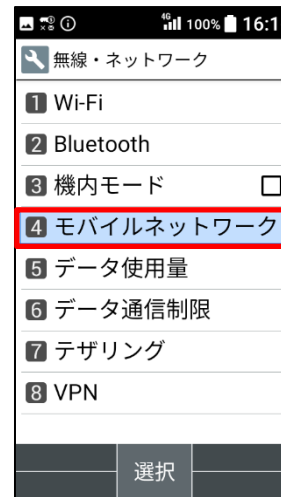 4G 100% 16:1
無線・ネットワーク
1 Wi-Fi
2 Bluetooth
3 機内モード
4 モバイルネットワーク
5 データ使用量
6 データ通信制限
7 テザリング
8 VPN
選択